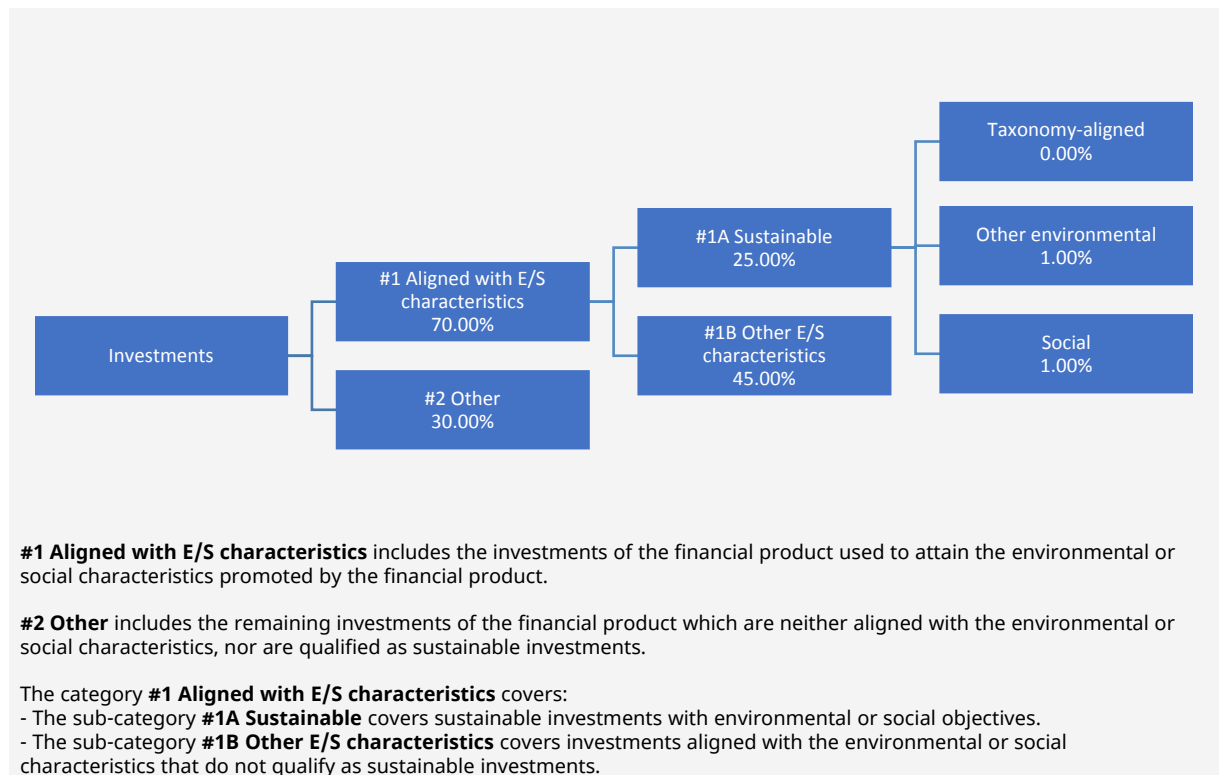 Investments
#1 Aligned with E/S
characteristics
70.00%
#2 Other
30.00%
#1A Sustainable
25.00%
#1B Other E/S
characteristics
45.00%
Taxonomy-aligned
0.00%
Other environmental
1.00%
Social
1.00%
#1 Aligned with E/S characteristics includes the investments of the financial product used to attain the environmental or
social characteristics promoted by the financial product.
#2 Other includes the remaining investments of the financial product which are neither aligned with the environmental or
social characteristics, nor are qualified as sustainable investments.
The category #1 Aligned with E/S characteristics covers:
- The sub-category #1A Sustainable covers sustainable investments with environmental or social objectives.
- The sub-category #1B Other E/S characteristics covers investments aligned with the environmental or social
characteristics that do not qualify as sustainable investments.